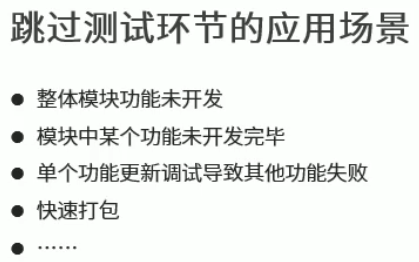 跳过测试环节的应用场景
● 整体模块功能未开发
● 模块中某个功能未开发完毕
● 单个功能更新调试导致其他功能失败
● 快速打包
● ……